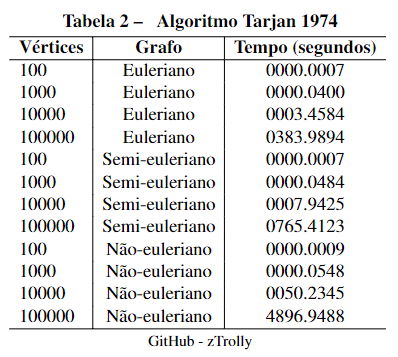 Tabela 2 – Algoritmo Tarjan 1974
Vértices Grafo Tempo (segundos)
100 Euleriano 0000.0007
1000 Euleriano 0000.0400
10000 Euleriano 0003.4584
100000 Euleriano 0383.9894
100 Semi-euleriano 0000.0007
1000 Semi-euleriano 0000.0484
10000 Semi-euleriano 0007.9425
100000 Semi-euleriano 0765.4123
100 Não-euleriano 0000.0009
1000 Não-euleriano 0000.0548
10000 Não-euleriano 0050.2345
100000 Não-euleriano 4896.9488
GitHub - zTrolly